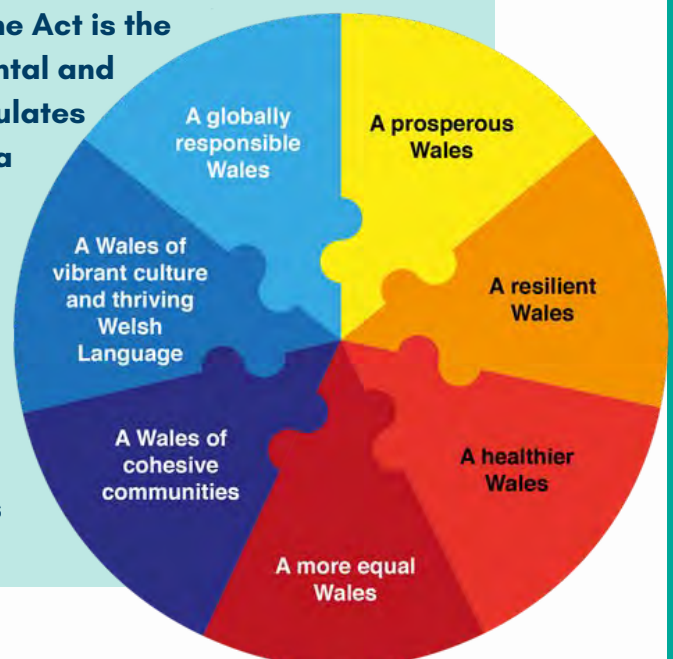 ne Act is the
ntal and
ulates
a
s
A prosperous
Wales
A resilient
Wales
A healthier
Wales
A more equal
Wales
A Wales of
cohesive
communities
A Wales of
vibrant culture
and thriving
Welsh
Language
A globally
responsible
Wales